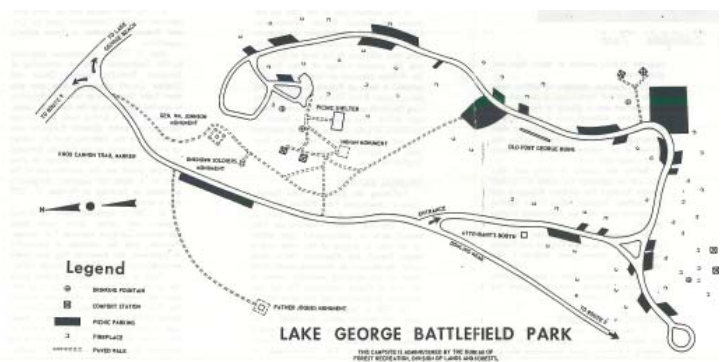 TO LAKE
GEORGE BEACH
TO ROUTE 9
GEN. WM. JOHNSON
MONUMENT
PICNIC SHELTER
INDIAN MONUMENT
UNKNOWN SOLDIERS
MONUMENT
KNOX CANNON TRAIL MARKER
OLD FORT GEORGE RUINS
N
ENTRANCE
ATTENDANT'S BOOTH
TO ROUTE 9
FATHER JOGUES MONUMENT
Legend
DRINKING FOUNTAIN
COMFORT STATION
PICNIC PARKING
FIREPLACE
PAVED WALK
LAKE GEORGE BATTLEFIELD PARK
THIS CAMPSITE IS ADMINISTERED BY THE BUREAU OF
FOREST RECREATION, DIVISION OF LANDS AND FORESTS,